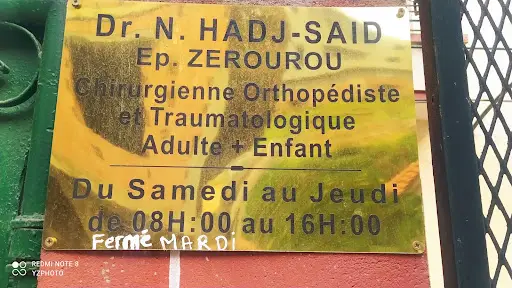 Dr. N. HADJ-SAID
Ep. ZEROUROU
Chirurgienne Orthopédiste
et Traumatologique
Adulte + Enfant
Du Samedi au Jeudi
de 08H:00 au 16H:00
Fermé MARDi
REDMI NOTE 8
YZPHOTO